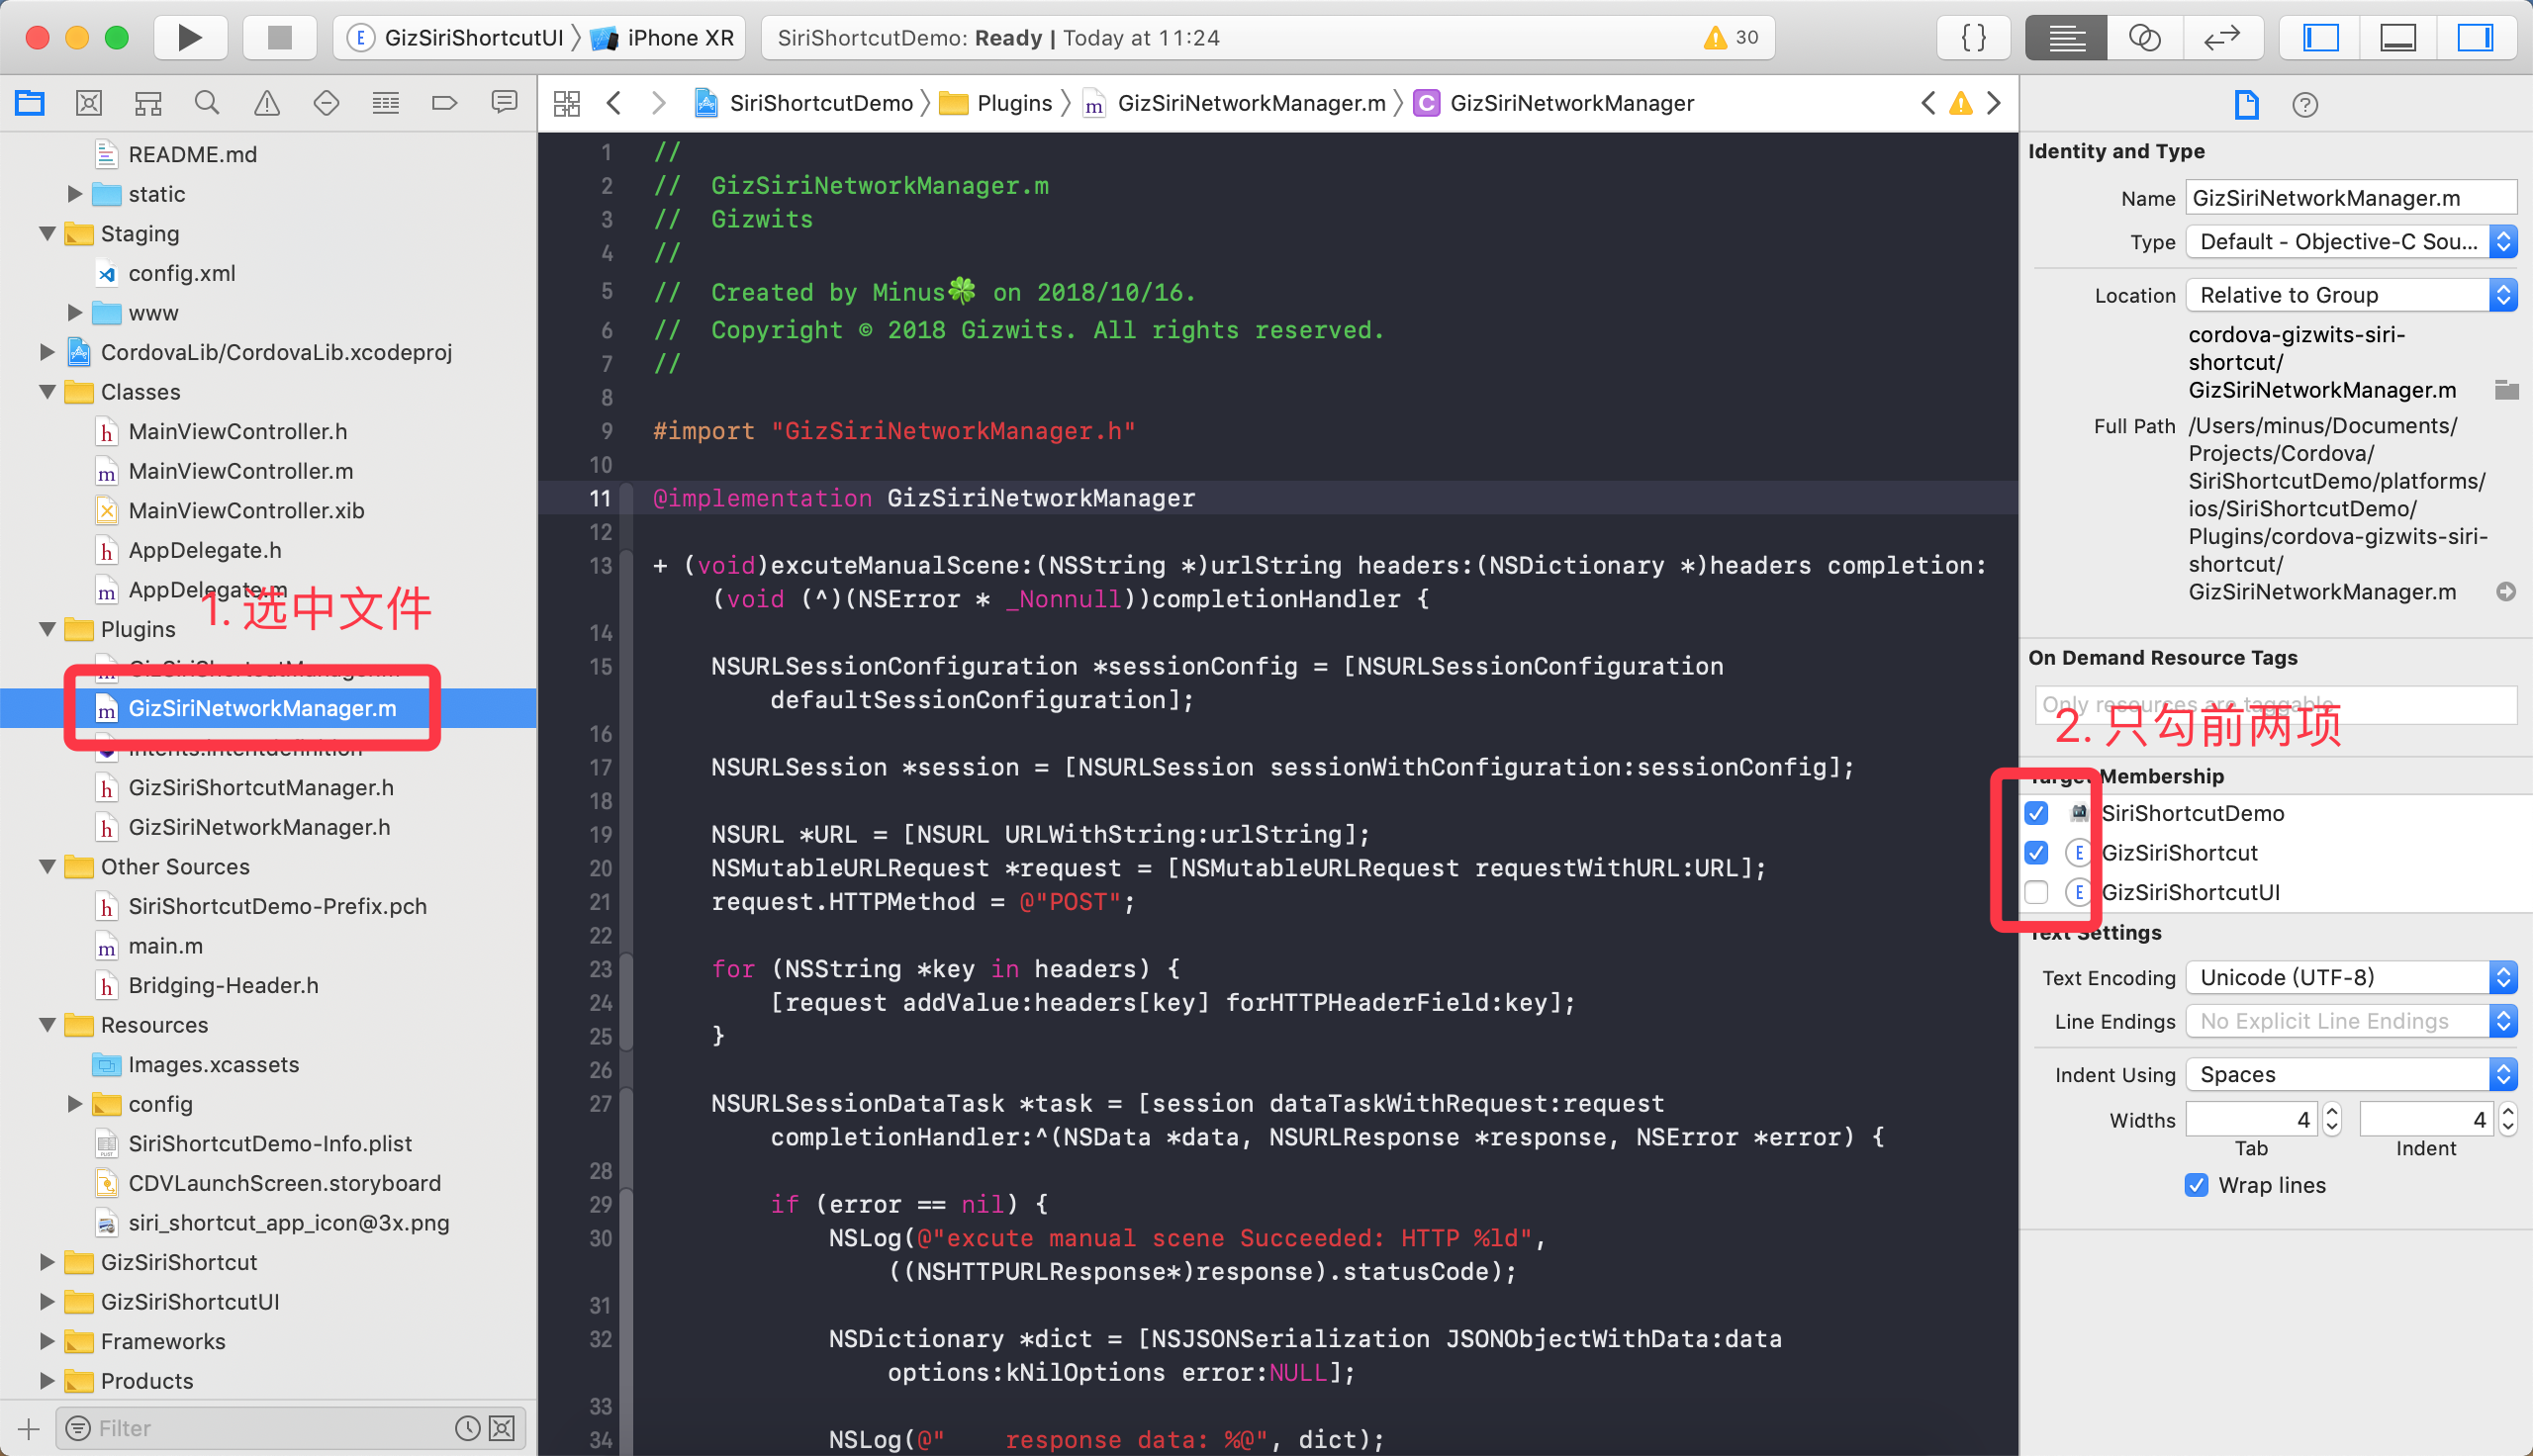 GizSiriShortcutUI
iPhone XR
SiriShortcutDemo: Ready | Today at 11:24
30
{ }
README.md
static
Staging
config.xml
www
CordovaLib/CordovaLib.xcodeproj
Classes
MainViewController.h
MainViewController.m
MainViewController.xib
AppDelegate.h
AppDelegate.m
1. 选中文件
Plugins
GizSiriShortcutManager.m
GizSiriNetworkManager.m
Intents.intentdefinition
GizSiriShortcutManager.h
GizSiriNetworkManager.h
Other Sources
SiriShortcutDemo-Prefix.pch
main.m
Bridging-Header.h
Resources
Images.xcassets
config
SiriShortcutDemo-Info.plist
CDVLaunchScreen.storyboard
siri_shortcut_app_icon@3x.png
GizSiriShortcut
GizSiriShortcutUI
Frameworks
Products
Filter
SiriShortcutDemo
Plugins
GizSiriNetworkManager.m
GizSiriNetworkManager
1 //
2 //  GizSiriNetworkManager.m
3 //  Gizwits
4 //
5 //  Created by Minus🍀 on 2018/10/16.
6 //  Copyright © 2018 Gizwits. All rights reserved.
7 //
8
9 #import "GizSiriNetworkManager.h"
10
11 @implementation GizSiriNetworkManager
12
13 + (void)excuteManualScene:(NSString *)urlString headers:(NSDictionary *)headers completion:
(void (^)(NSError * _Nonnull))completionHandler {
14
15 NSURLSessionConfiguration *sessionConfig = [NSURLSessionConfiguration
defaultSessionConfiguration];
16
17 NSURLSession *session = [NSURLSession sessionWithConfiguration:sessionConfig];
18
19 NSURL *URL = [NSURL URLWithString:urlString];
20 NSMutableURLRequest *request = [NSMutableURLRequest requestWithURL:URL];
21 request.HTTPMethod = @"POST";
22
23 for (NSString *key in headers) {
24 [request addValue:headers[key] forHTTPHeaderField:key];
25 }
26
27 NSURLSessionDataTask *task = [session dataTaskWithRequest:request
completionHandler:^(NSData *data, NSURLResponse *response, NSError *error) {
28
29 if (error == nil) {
30 NSLog(@"excute manual scene Succeeded: HTTP %ld",
((NSHTTPURLResponse*)response).statusCode);
31
32 NSDictionary *dict = [NSJSONSerialization JSONObjectWithData:data
options:kNilOptions error:NULL];
33
34 NSLog(@"    response data: %@", dict);
Identity and Type
Name GizSiriNetworkManager.m
Type Default - Objective-C Sou...
Location Relative to Group
cordova-gizwits-siri-
shortcut/
GizSiriNetworkManager.m
Full Path /Users/minus/Documents/
Projects/Cordova/
SiriShortcutDemo/platforms/
ios/SiriShortcutDemo/
Plugins/cordova-gizwits-siri-
shortcut/
GizSiriNetworkManager.m
On Demand Resource Tags
Only resources are taggable
2. 只勾前两项
Target Membership
SiriShortcutDemo
GizSiriShortcut
GizSiriShortcutUI
Text Settings
Text Encoding Unicode (UTF-8)
Line Endings No Explicit Line Endings
Indent Using Spaces
Widths 4 4
Tab Indent
Wrap lines